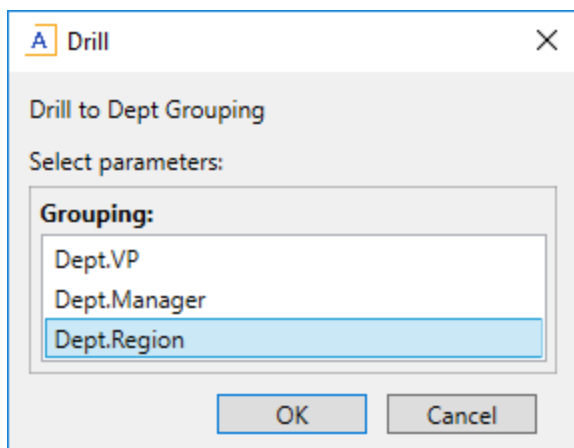 A Drill
Drill to Dept Grouping
Select parameters:
Grouping:
Dept.VP
Dept.Manager
Dept.Region
OK Cancel